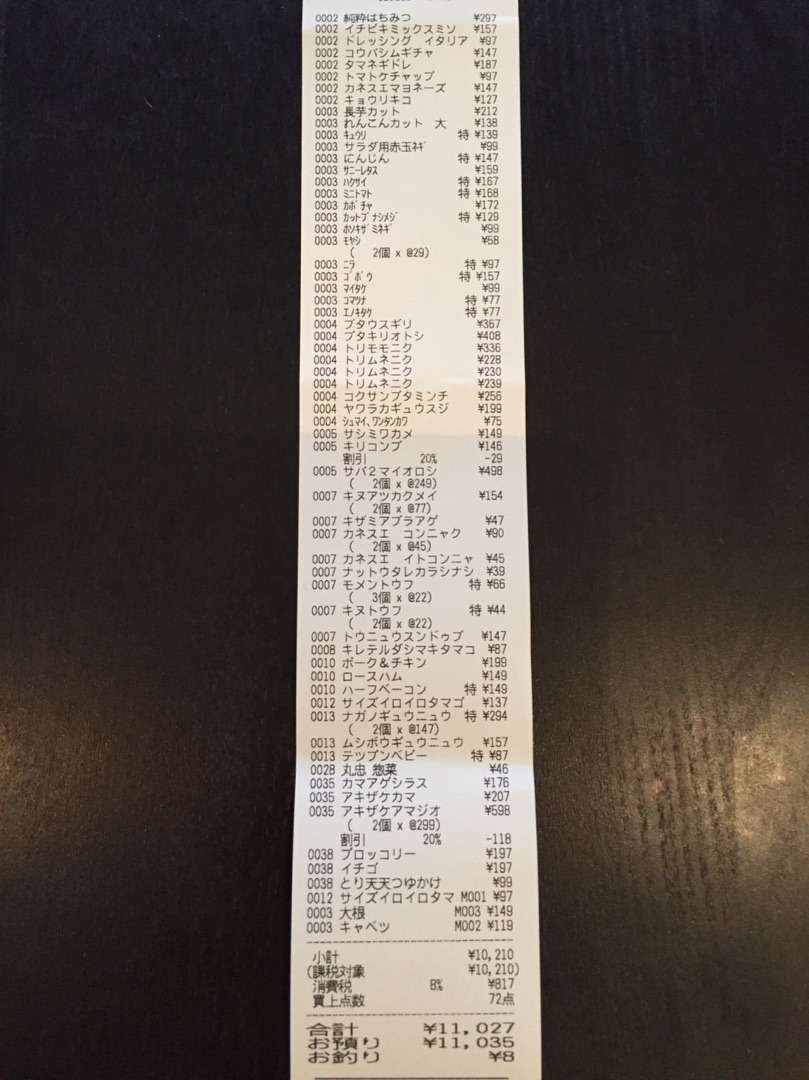 0002 純粋はちみつ ¥297
0002 イチビキミックスミソ ¥157
0002 ドレッシング イタリア ¥97
0002 コウバシムギチャ ¥147
0002 タマネギドレ ¥187
0002 トマトケチャップ ¥97
0002 カネスエマヨネーズ ¥147
0002 キョウリキコ ¥127
0003 長芋カット ¥212
0003 れんこんカット 大 ¥138
0003 キュウリ 特 ¥139
0003 サラダ用赤玉ネギ ¥99
0003 にんじん 特 ¥147
0003 サニーレタス ¥159
0003 ハクサイ 特 ¥167
0003 ミニトマト 特 ¥168
0003 カボチャ ¥172
0003 カットブナシメジ 特 ¥129
0003 ホソキザミネギ ¥99
0003 モヤシ ¥58
( 2個 x @29)
0003 ニラ 特 ¥97
0003 ゴボウ 特 ¥157
0003 マイタケ ¥99
0003 コマツナ 特 ¥77
0003 エノキタケ 特 ¥77
0004 ブタウスギリ ¥367
0004 ブタキリオトシ ¥408
0004 トリモモニク ¥336
0004 トリムネニク ¥228
0004 トリムネニク ¥230
0004 トリムネニク ¥239
0004 コクサンブタミンチ ¥256
0004 ヤワラカギュウスジ ¥199
0004 シュマイ、ワンタンカワ ¥75
0005 サシミワカメ ¥149
0005 キリコンブ ¥146
割引 20% -29
0005 サバ2マイオロシ ¥498
( 2個 x @249)
0007 キヌアツカクメイ ¥154
( 2個 x @77)
0007 キザミアブラアゲ ¥47
0007 カネスエ コンニャク ¥90
( 2個 x @45)
0007 カネスエ イトコンニャ ¥45
0007 ナットウタレカラシナシ ¥39
0007 モメントウフ 特 ¥66
( 3個 x @22)
0007 キヌトウフ 特 ¥44
( 2個 x @22)
0007 トウニュウスンドゥブ ¥147
0008 キレテルダシマキタマコ ¥87
0010 ポーク&チキン ¥199
0010 ロースハム ¥149
0010 ハーフベーコン 特 ¥149
0012 サイズイロイロタマゴ ¥137
0013 ナガノギュウニュウ 特 ¥294
( 2個 x @147)
0013 ムシボウギュウニュウ ¥157
0013 テツブンベビー 特 ¥87
0028 丸忠 惣菜 ¥46
0035 カマアゲシラス ¥176
0035 アキザケカマ ¥207
0035 アキザケアマジオ ¥598
( 2個 x @299)
割引 20% -118
0038 ブロッコリー ¥197
0038 イチゴ ¥197
0038 とり天天つゆかけ ¥99
0012 サイズイロイロタマ M001 ¥97
0003 大根 M003 ¥149
0003 キャベツ M002 ¥119
小計 ¥10,210
(課税対象 ¥10,210)
消費税 8% ¥817
買上点数 72点
合計 ¥11,027
お預り ¥11,035
お釣り ¥8